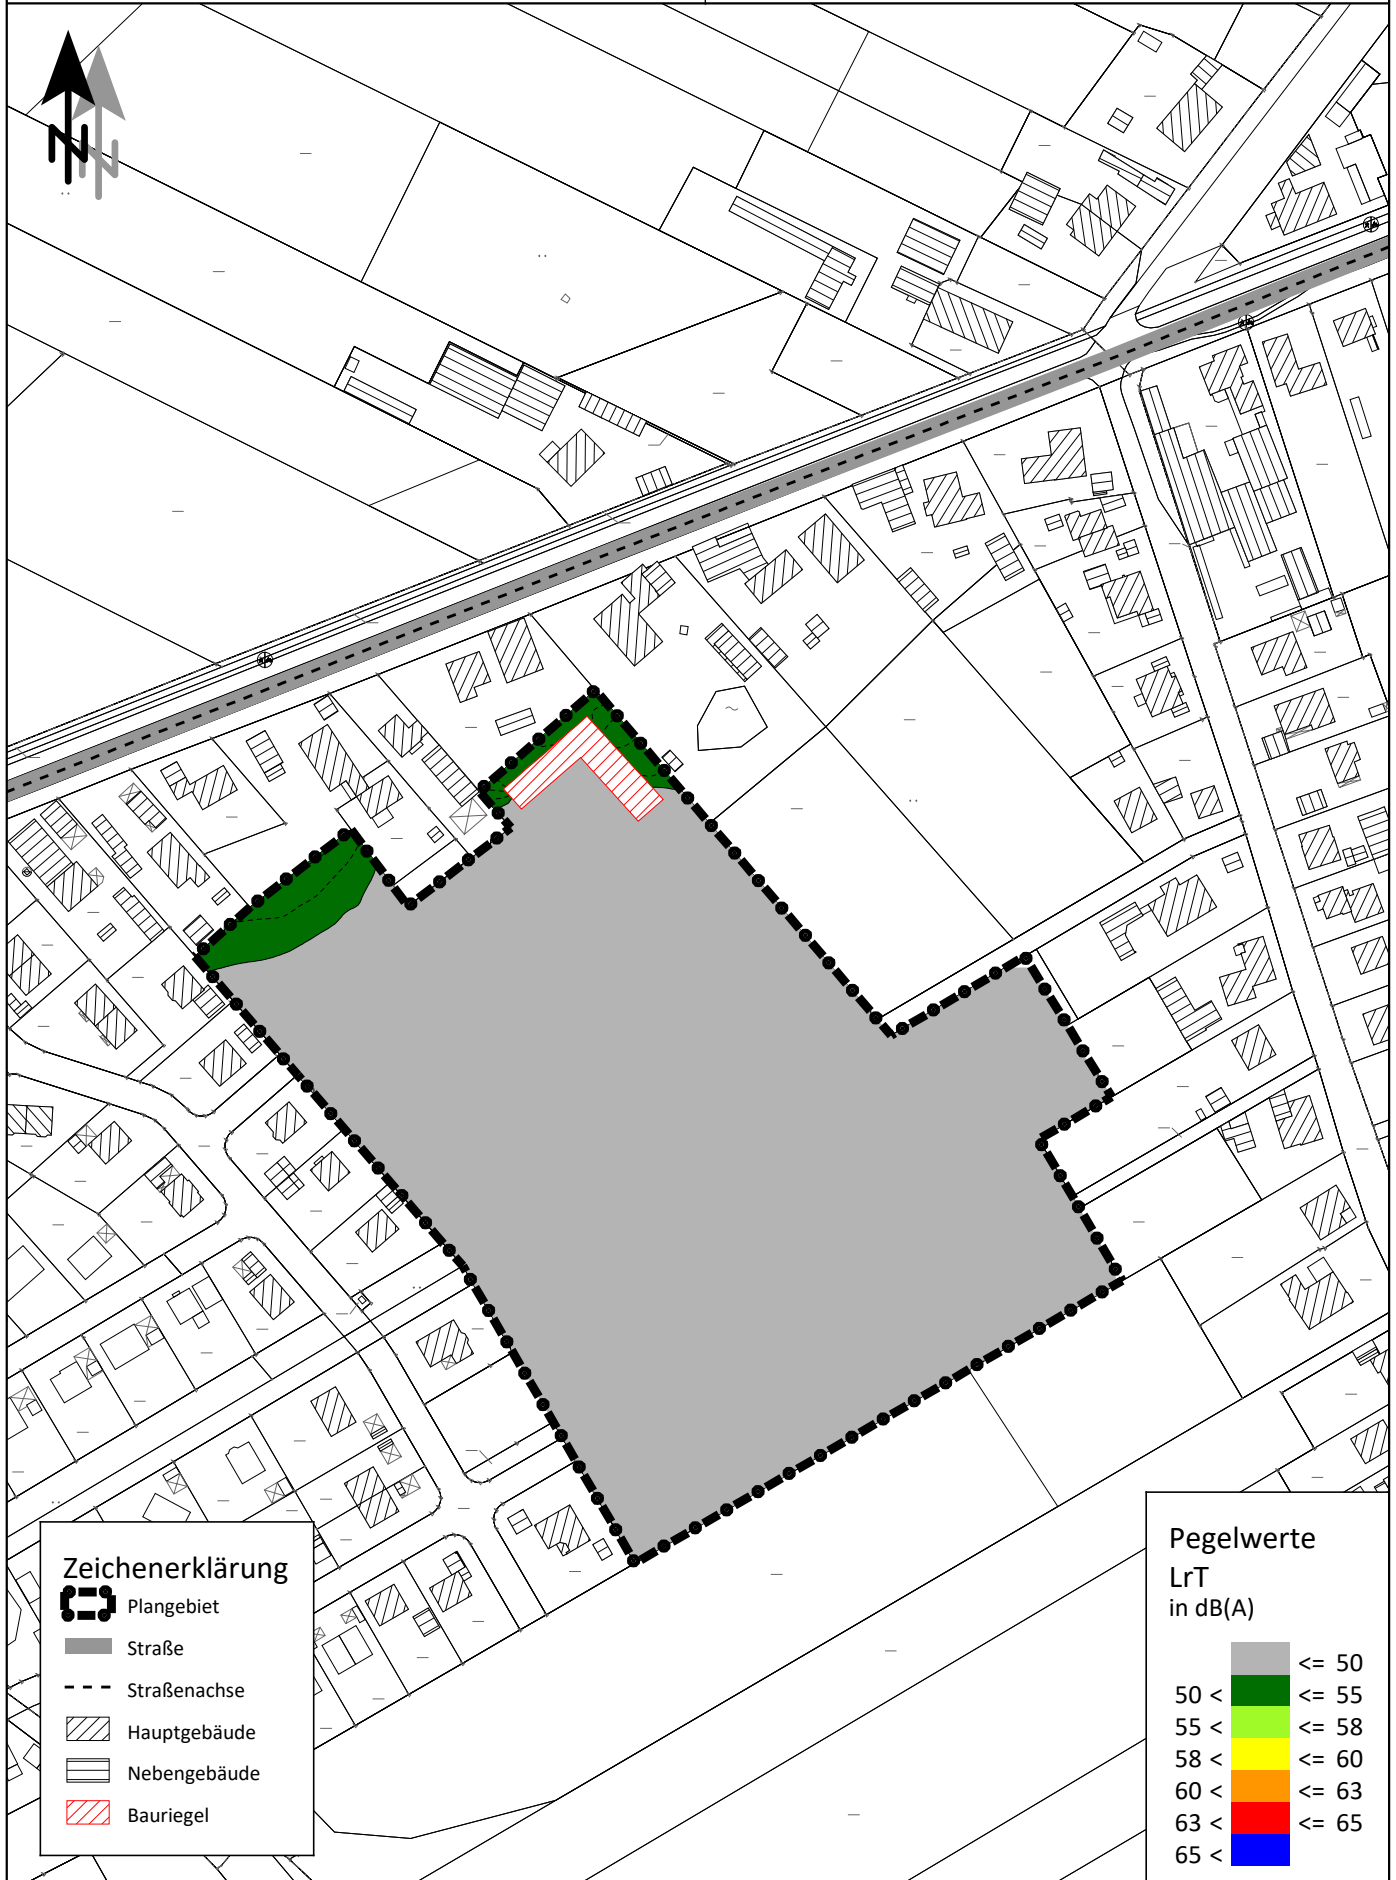 N
Zeichenerklärung
Plangebiet
Straße
Straßenachse
Hauptgebäude
Nebengebäude
Bauriegel
Pegelwerte
LrT
in dB(A)
<= 50
50 < <= 55
55 < <= 58
58 < <= 60
60 < <= 63
63 < <= 65
65 <